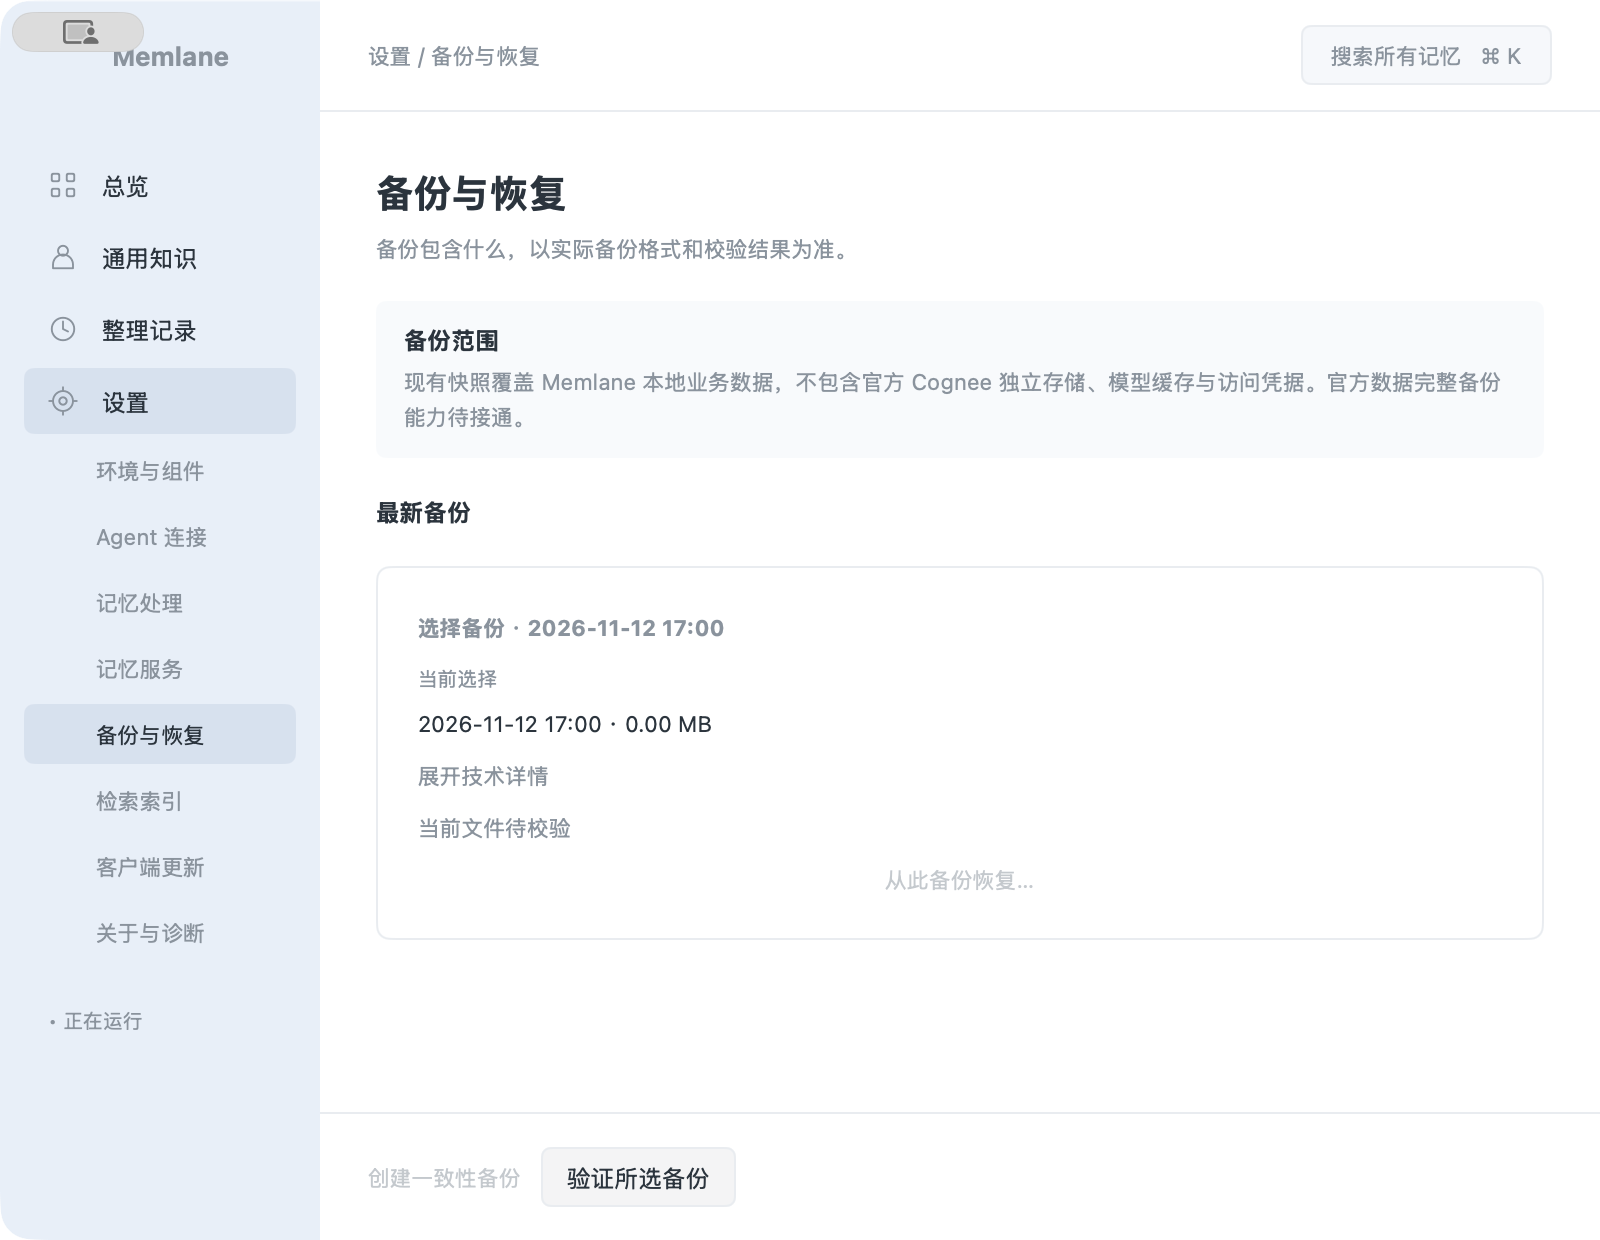 Memlane
设置 / 备份与恢复
搜索所有记忆 ⌘ K
总览
通用知识
整理记录
设置
环境与组件
Agent 连接
记忆处理
记忆服务
备份与恢复
检索索引
客户端更新
关于与诊断
• 正在运行
备份与恢复
备份包含什么，以实际备份格式和校验结果为准。
备份范围
现有快照覆盖 Memlane 本地业务数据，不包含官方 Cognee 独立存储、模型缓存与访问凭据。官方数据完整备份
能力待接通。
最新备份
选择备份 · 2026-11-12 17:00
当前选择
2026-11-12 17:00 · 0.00 MB
展开技术详情
当前文件待校验
从此备份恢复...
创建一致性备份
验证所选备份